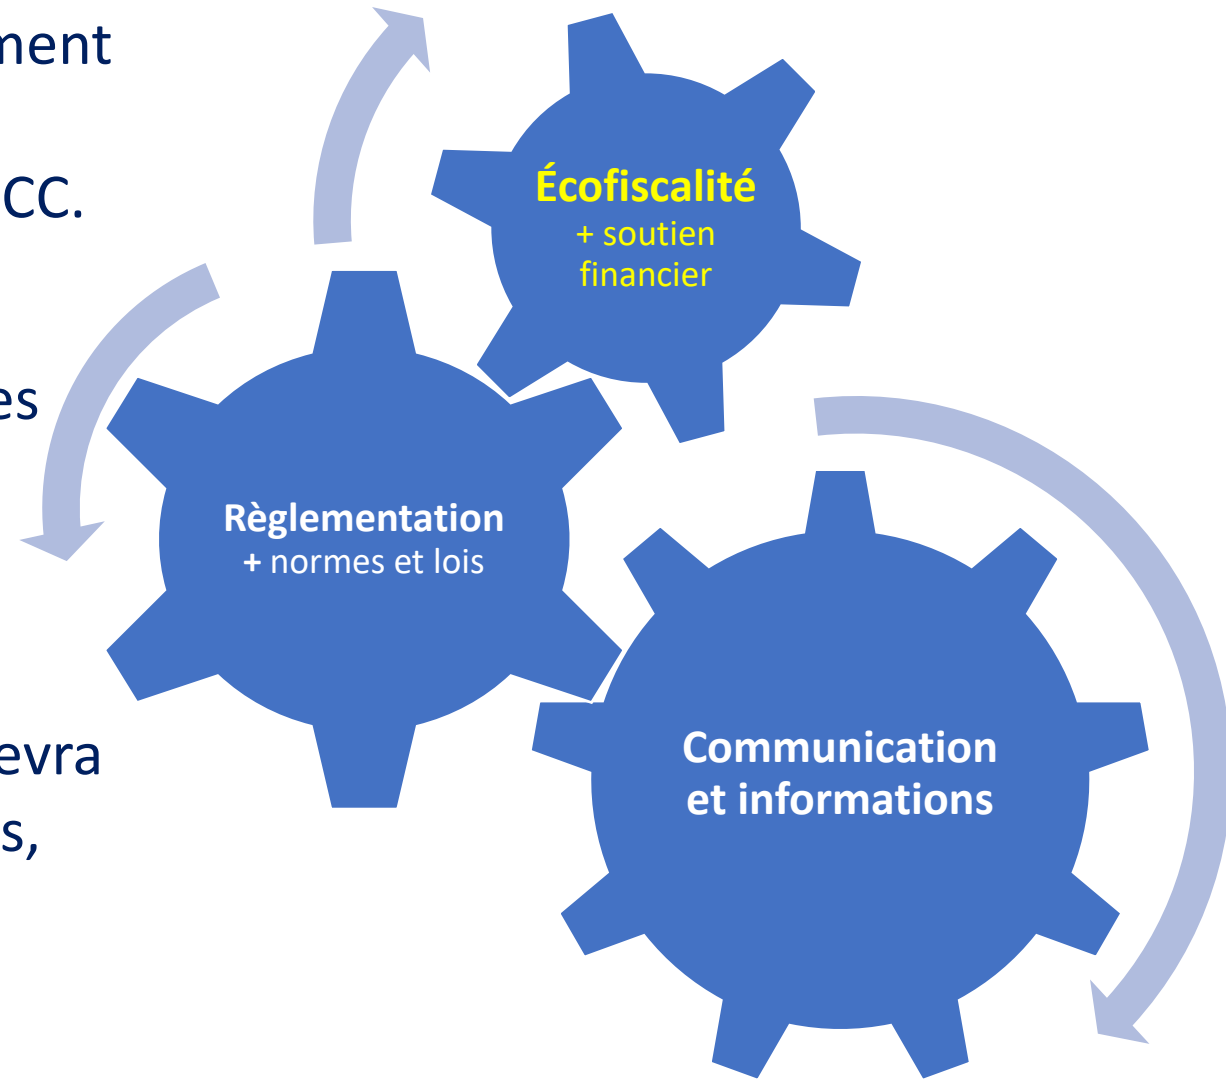 ment
CC.
es
evra
s,
Écofiscalité
+ soutien
financier
Règlementation
+ normes et lois
Communication
et informations